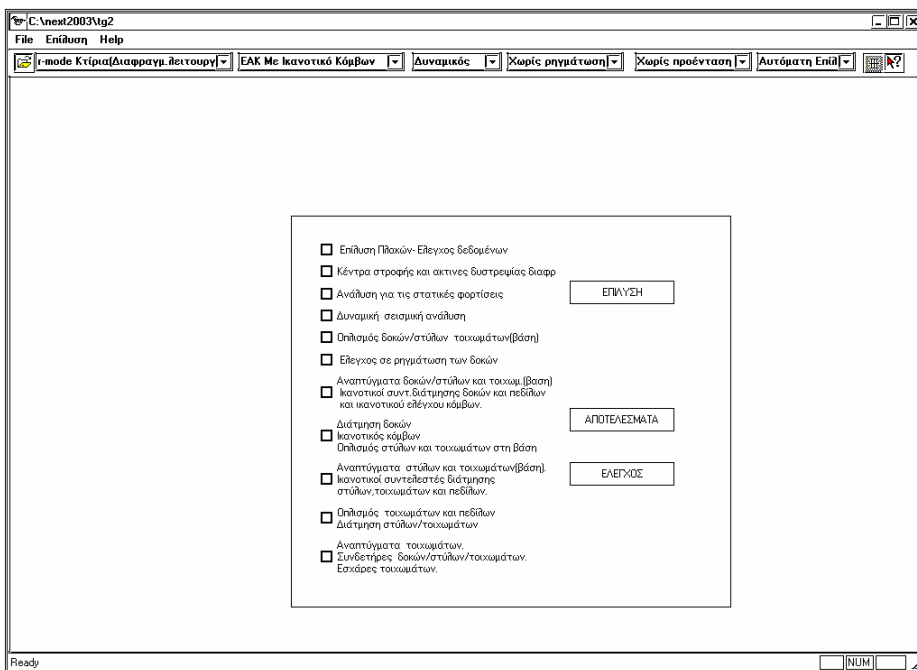 C:\next2003\tg2
File Επίλυση Help
r-mode Κτίρια(Διαφραγμ.λειτουργ ΕΑΚ Με Ικανοτικό Κόμβων Δυναμικός Χωρίς ρηγμάτωση Χωρίς προένταση Αυτόματη Επίλ
Επίλυση Πλακών- Ελεγχος δεδομένων
Κέντρα στροφής και ακτινες δυστρεψίας διαφρ
Ανάλυση για τις στατικές φορτίσεις
ΕΠΙΛΥΣΗ
Δυναμική σεισμική ανάλυση
Οπλισμός δοκών/στύλων τοιχωμάτων(βάση)
Ελεγχος σε ρηγμάτωση των δοκών
Αναπτύγματα δοκών/στύλων και τοιχωμ.(βαση)
Ικανοτικοί συντ.διάτμησης δοκών και πεδίλων
και ικανοτικού ελέγχου κόμβων.
ΑΠΟΤΕΛΕΣΜΑΤΑ
Διάτμηση δοκών
Ικανοτικός κόμβων
Οπλισμός στύλων και τοιχωμάτων στη βάση
Αναπτύγματα στύλων και τοιχωμάτων(βάση).
Ικανοτικοί συντελεστές διάτμησης
στύλων,τοιχωμάτων και πεδίλων.
ΕΛΕΓΧΟΣ
Οπλισμός τοιχωμάτων και πεδίλων
Διάτμηση στύλων/τοιχωμάτων
Αναπτύγματα τοιχωμάτων.
Συνδετήρες δοκών/στύλων/τοιχωμάτων.
Εσχάρες τοιχωμάτων.
Ready NUM